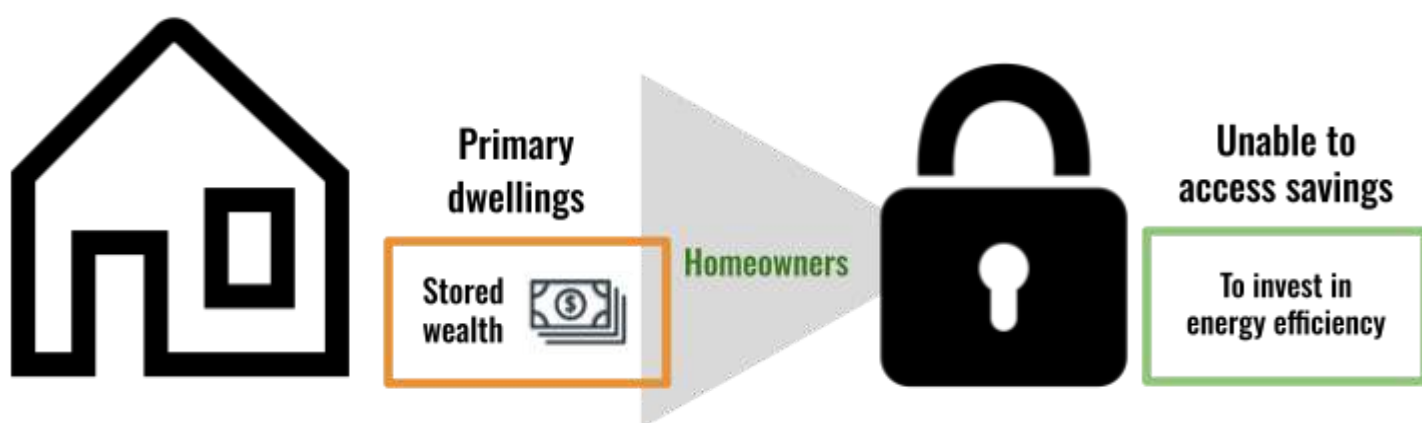 Primary
dwellings
Stored
wealth
$
Homeowners
Unable to
access savings
To invest in
energy efficiency